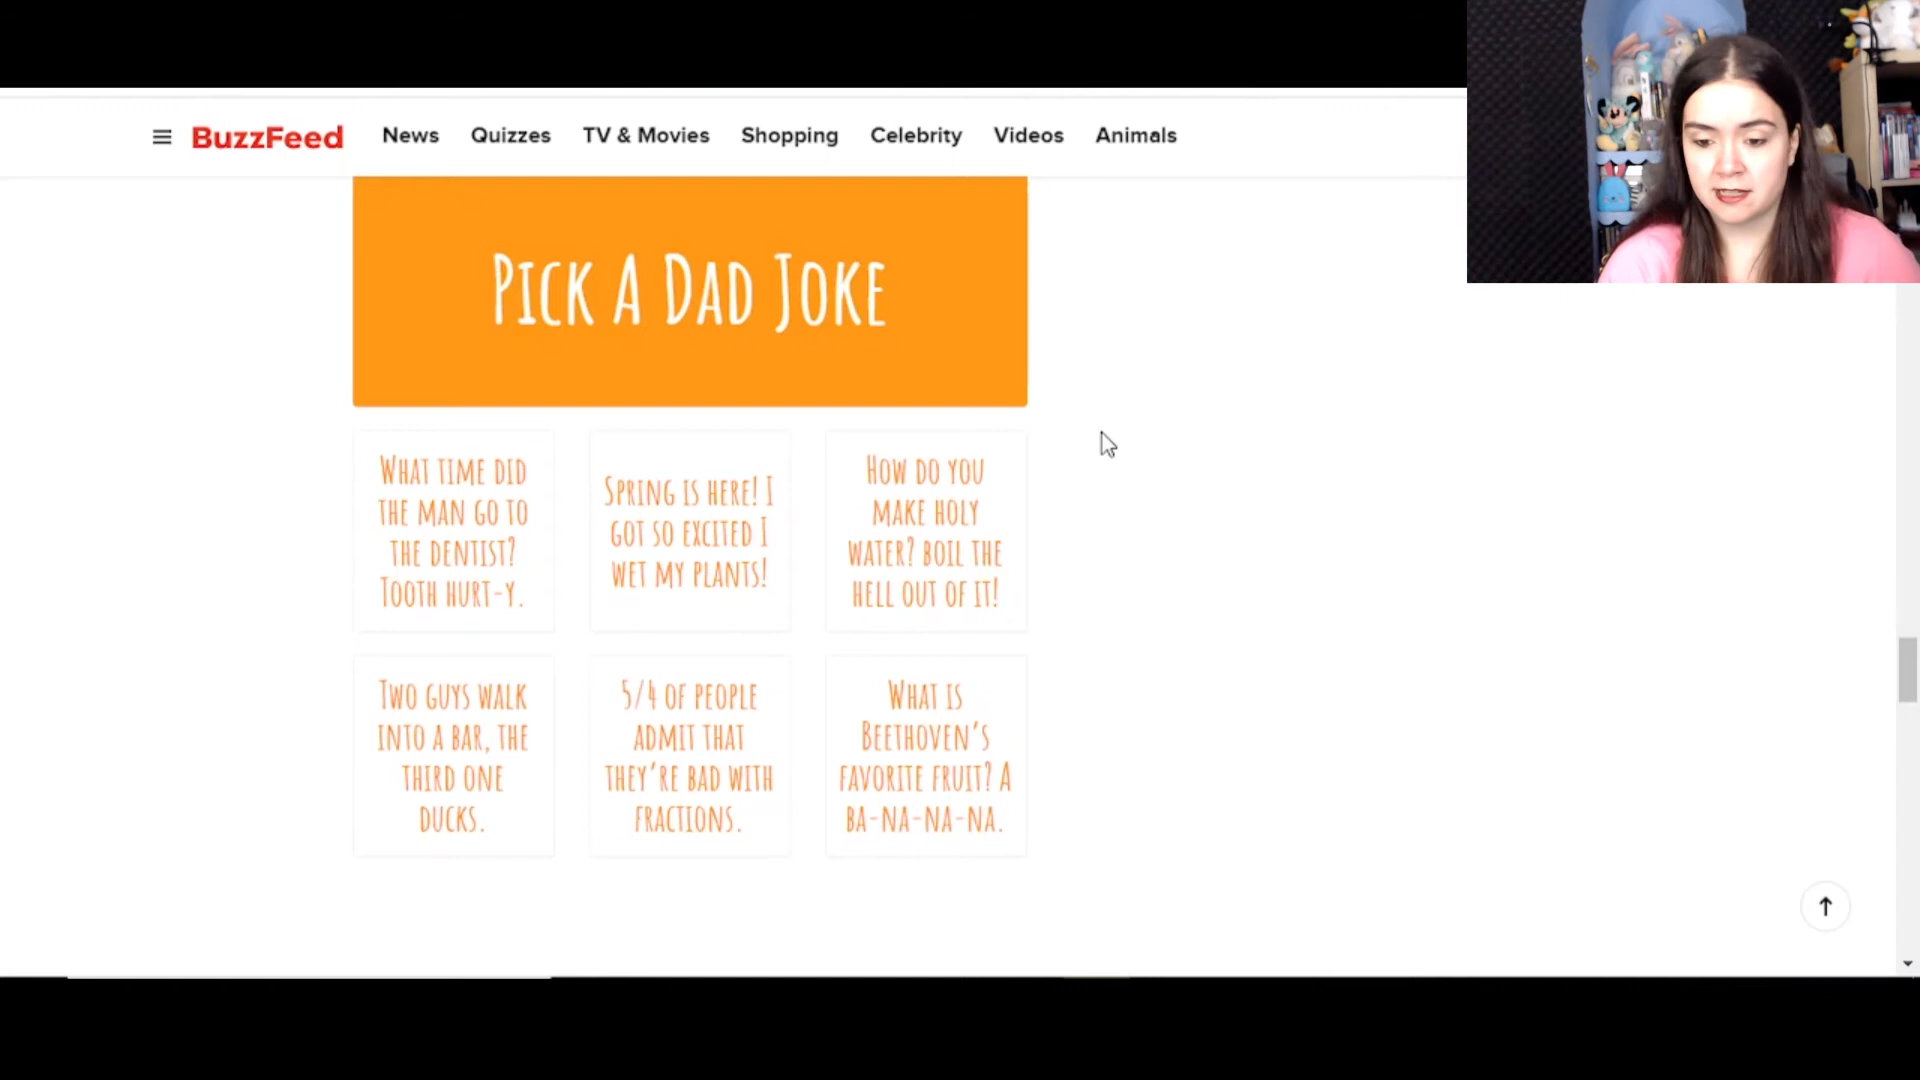 BuzzFeed News Quizzes TV & Movies Shopping Celebrity Videos Animals
PICK A DAD JOKE
WHAT TIME DID
THE MAN GO TO
THE DENTIST?
TOOTH HURT-Y.
SPRING IS HERE! I
GOT SO EXCITED I
WET MY PLANTS!
HOW DO YOU
MAKE HOLY
WATER? BOIL THE
HELL OUT OF IT!
TWO GUYS WALK
INTO A BAR, THE
THIRD ONE
DUCKS.
5/4 OF PEOPLE
ADMIT THAT
THEY'RE BAD WITH
FRACTIONS.
WHAT IS
BEETHOVEN'S
FAVORITE FRUIT? A
BA-NA-NA-NA.